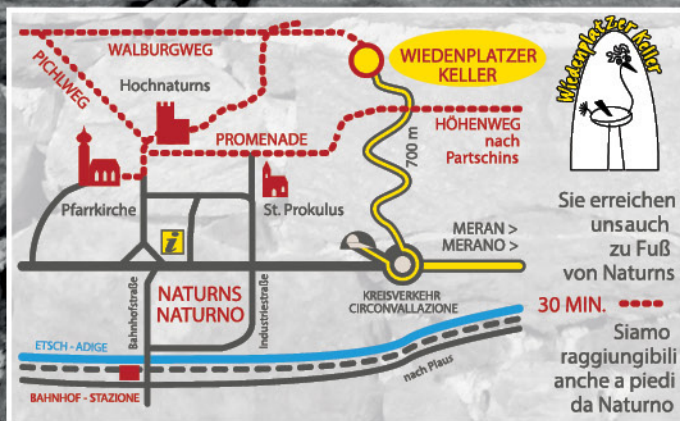 WALBURGWEG
PICHLWEG
Hochnaturns
WIEDENPLATZER
KELLER
Wiedenplatzer Keller
PROMENADE
HÖHENWEG
nach
Partschins
700 m
Pfarrkirche
St. Prokulus
i
MERAN >
MERANO >
Sie erreichen
unsauch
zu Fuß
von Naturns
30 MIN.
Siamo
raggiungibili
anche a piedi
da Naturno
KREISVERKEHR
CIRCONVALLAZIONE
NATURNS
NATURNO
Bahnhofstraße
Industriestraße
ETSCH - ADIGE
nach Plaus
BAHNHOF - STAZIONE